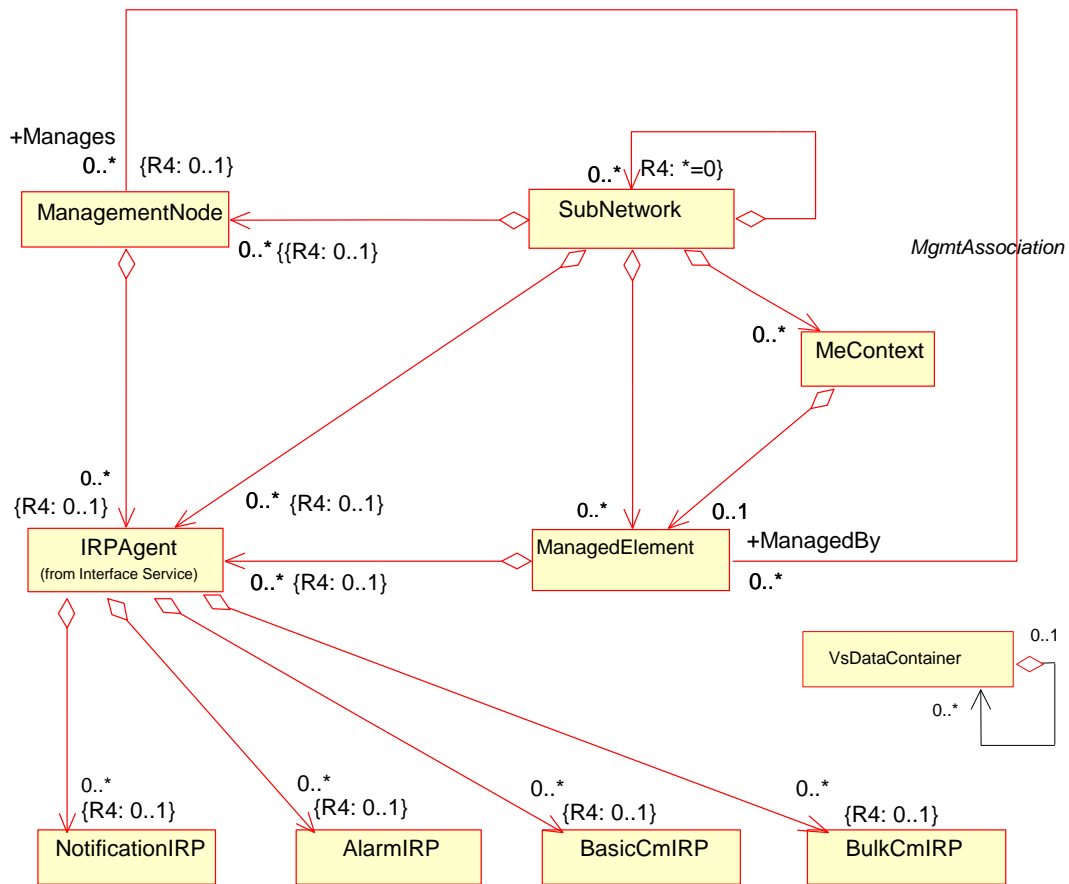 +Manages
0..* {R4: 0..1}
0..* R4: *=0}
ManagementNode
SubNetwork
0..* {{R4: 0..1}
MgmtAssociation
0..*
MeContext
0..*
{R4: 0..1}
0..* {R4: 0..1}
0..*
0..1
IRPAgent
(from Interface Service)
ManagedElement
+ManagedBy
0..* {R4: 0..1}
0..*
0..1
VsDataContainer
0..*
0..*
{R4: 0..1}
0..*
{R4: 0..1}
0..*
{R4: 0..1}
0..*
{R4: 0..1}
NotificationIRP
AlarmIRP
BasicCmIRP
BulkCmIRP